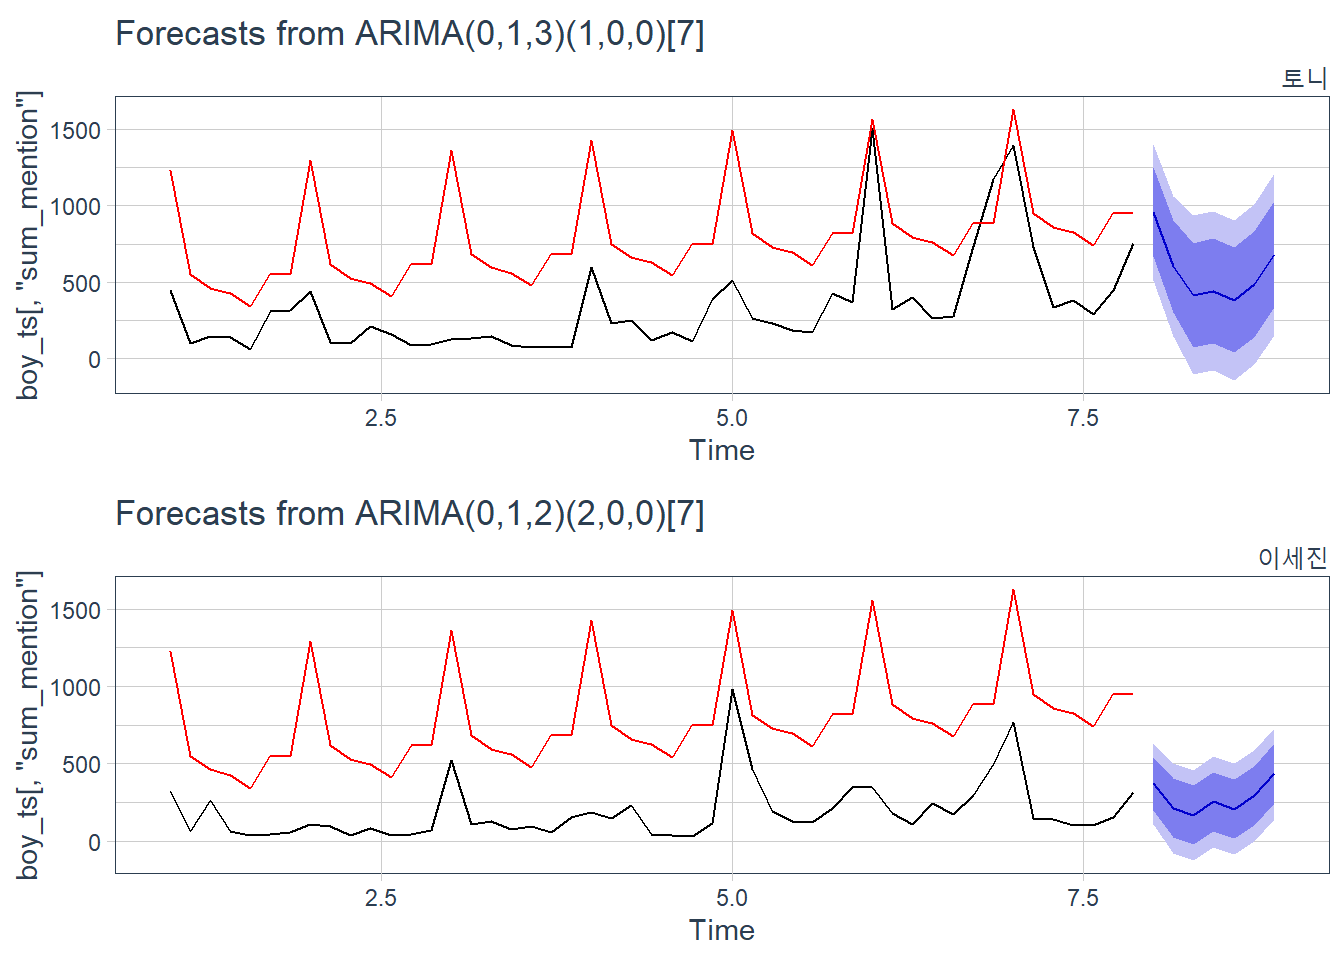 Forecasts from ARIMA(0,1,3)(1,0,0)[7]
토니
boy_ts[, "sum_mention"]
1500
1000
500
0
2.5 5.0 7.5
Time
Forecasts from ARIMA(0,1,2)(2,0,0)[7]
이세진
boy_ts[, "sum_mention"]
1500
1000
500
0
2.5 5.0 7.5
Time